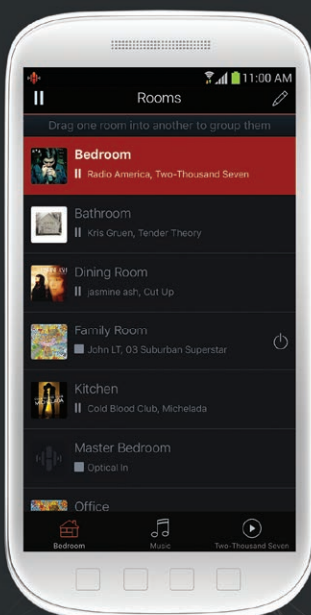 11:00 AM
Rooms
Drag one room into another to group them
Bedroom
Radio America, Two-Thousand Seven
Bathroom
Kris Gruen, Tender Theory
Dining Room
jasmine ash, Cut Up
Family Room
John LT, 03 Suburban Superstar
Kitchen
Cold Blood Club, Michelada
Master Bedroom
Optical In
Office
Bedroom
Music
Two-Thousand Seven